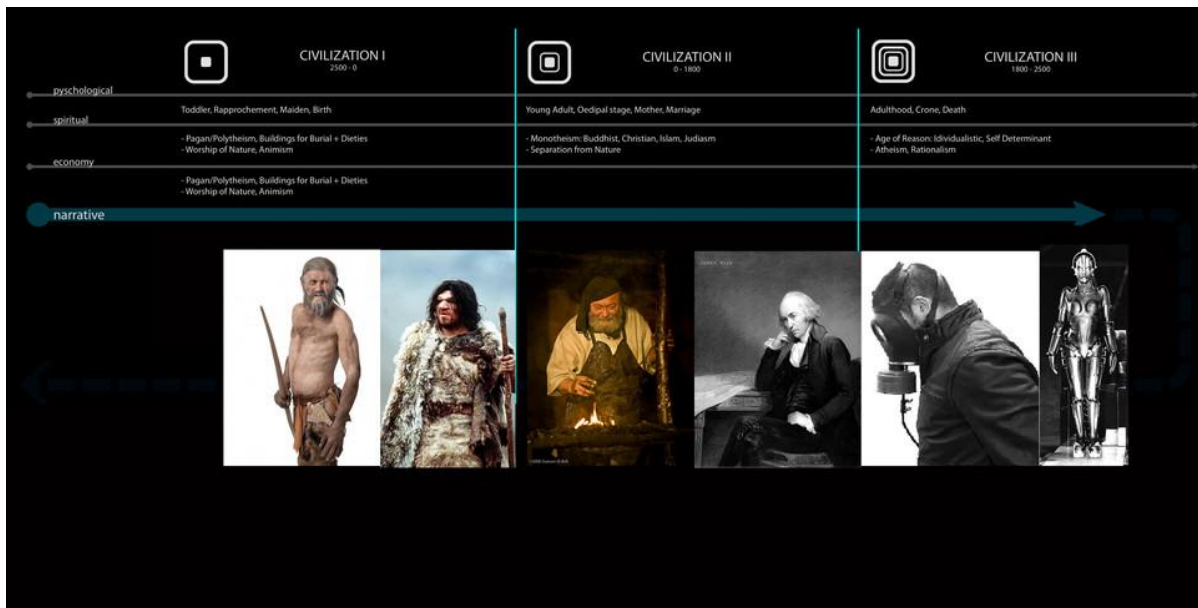 CIVILIZATION I
2500 - 0
CIVILIZATION II
0 - 1800
CIVILIZATION III
1800 - 2500
pyschological
Toddler, Rapprochement, Maiden, Birth
Young Adult, Oedipal stage, Mother, Marriage
Adulthood, Crone, Death
spiritual
- Pagan/Polytheism, Buildings for Burial + Dieties
- Worship of Nature, Animism
- Monotheism: Buddhist, Christian, Islam, Judiasm
- Separation from Nature
- Age of Reason: Idividualistic, Self Determinant
- Atheism, Rationalism
economy
- Pagan/Polytheism, Buildings for Burial + Dieties
- Worship of Nature, Animism
narrative